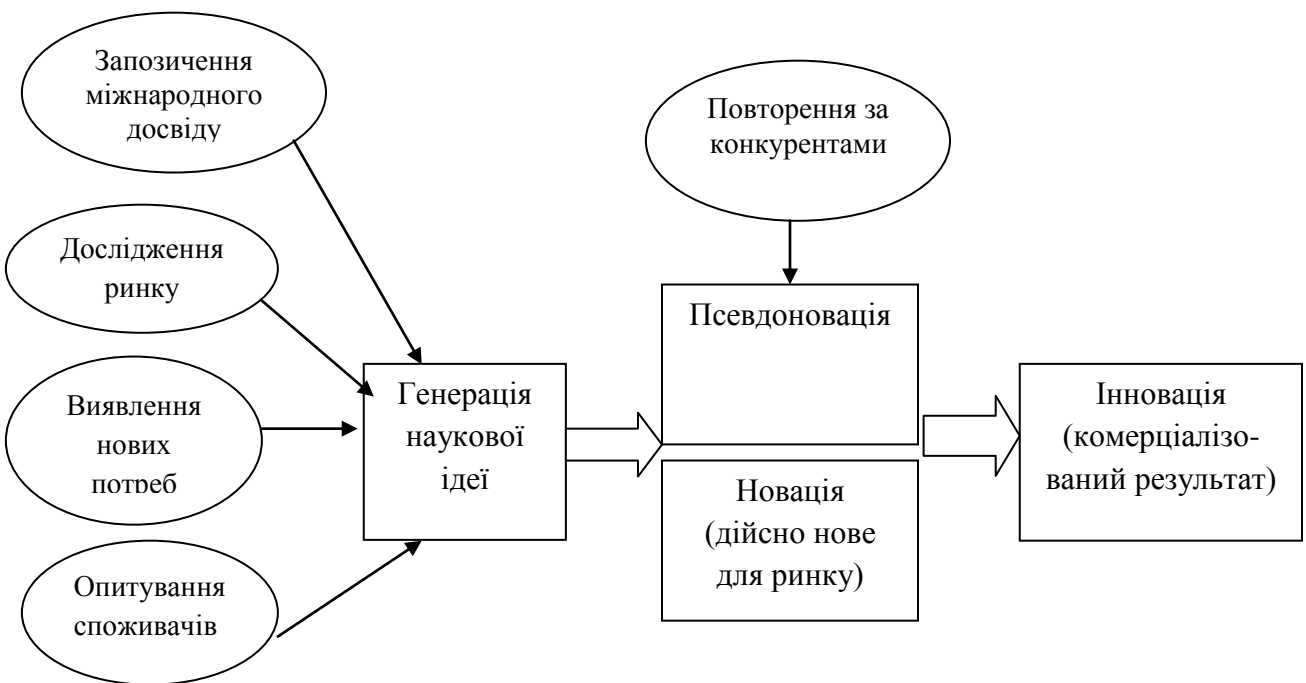 Запозичення
міжнародного
досвіду
Повторення за
конкурентами
Дослідження
ринку
Псевдоновація
Виявлення
нових
потреб
Генерація
наукової
ідеї
Інновація
(комерціалізо-
ваний результат)
Новація
(дійсно нове
для ринку)
Опитування
споживачів